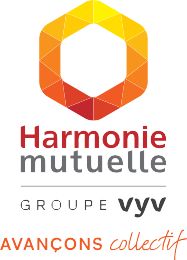 Harmonie
mutuelle
GROUPE vyv
AVANÇONS collectif